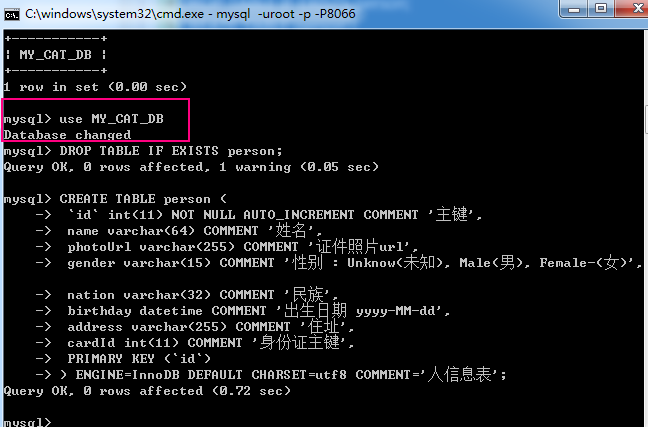 C:\windows\system32\cmd.exe - mysql  -uroot -p -P8066
+-----------+
| MY_CAT_DB |
+-----------+
1 row in set (0.00 sec)
mysql> use MY_CAT_DB
Database changed
mysql> DROP TABLE IF EXISTS person;
Query OK, 0 rows affected, 1 warning (0.05 sec)
mysql> CREATE TABLE person (
    ->  `id` int(11) NOT NULL AUTO_INCREMENT COMMENT '主键',
    ->  name varchar(64) COMMENT '姓名',
    ->  photoUrl varchar(255) COMMENT '证件照片url',
    ->  gender varchar(15) COMMENT '性别 : Unknow(未知), Male(男), Female-(女)',
    ->  nation varchar(32) COMMENT '民族',
    ->  birthday datetime COMMENT '出生日期 yyyy-MM-dd',
    ->  address varchar(255) COMMENT '住址',
    ->  cardId int(11) COMMENT '身份证主键',
    ->  PRIMARY KEY (`id`)
    -> ) ENGINE=InnoDB DEFAULT CHARSET=utf8 COMMENT='人信息表';
Query OK, 0 rows affected (0.72 sec)
mysql>